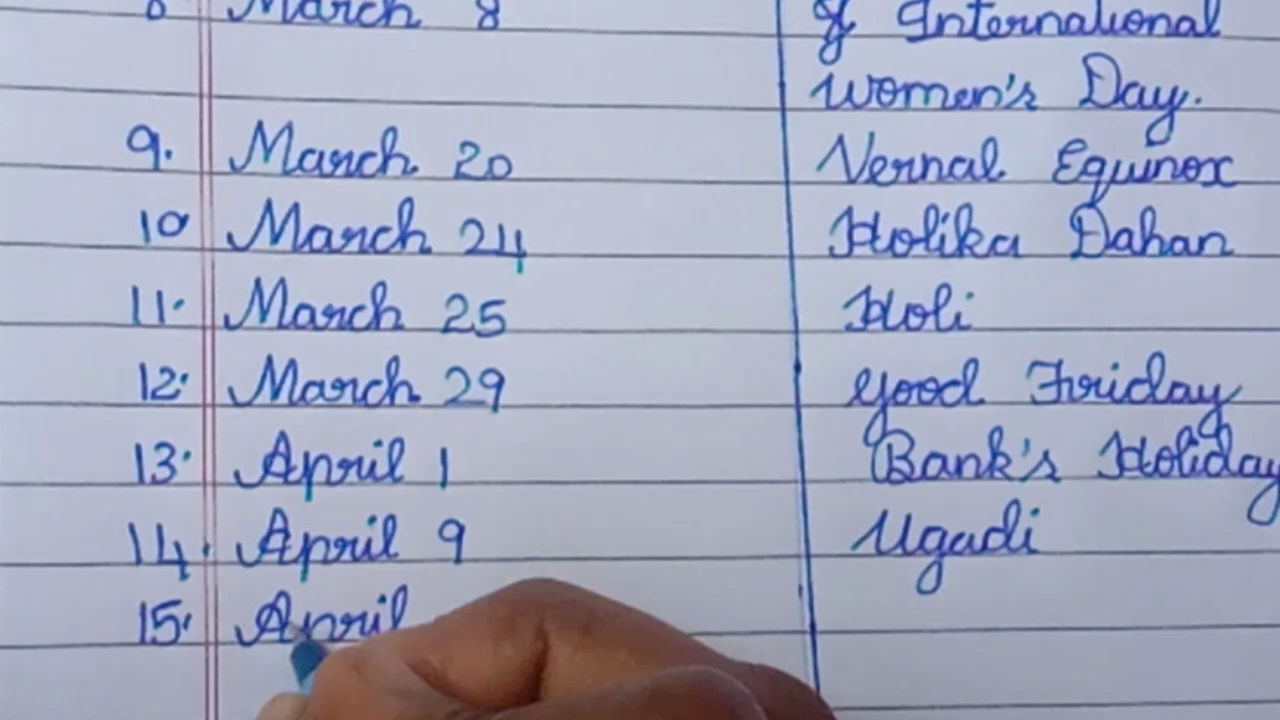 8 March 8 & International
Women's Day.
9. March 20 Vernal Equinox
10 March 24 Holika Dahan
11. March 25 Holi
12. March 29 Good Friday
13. April 1 Bank's Holiday
14. April 9 Ugadi
15. April